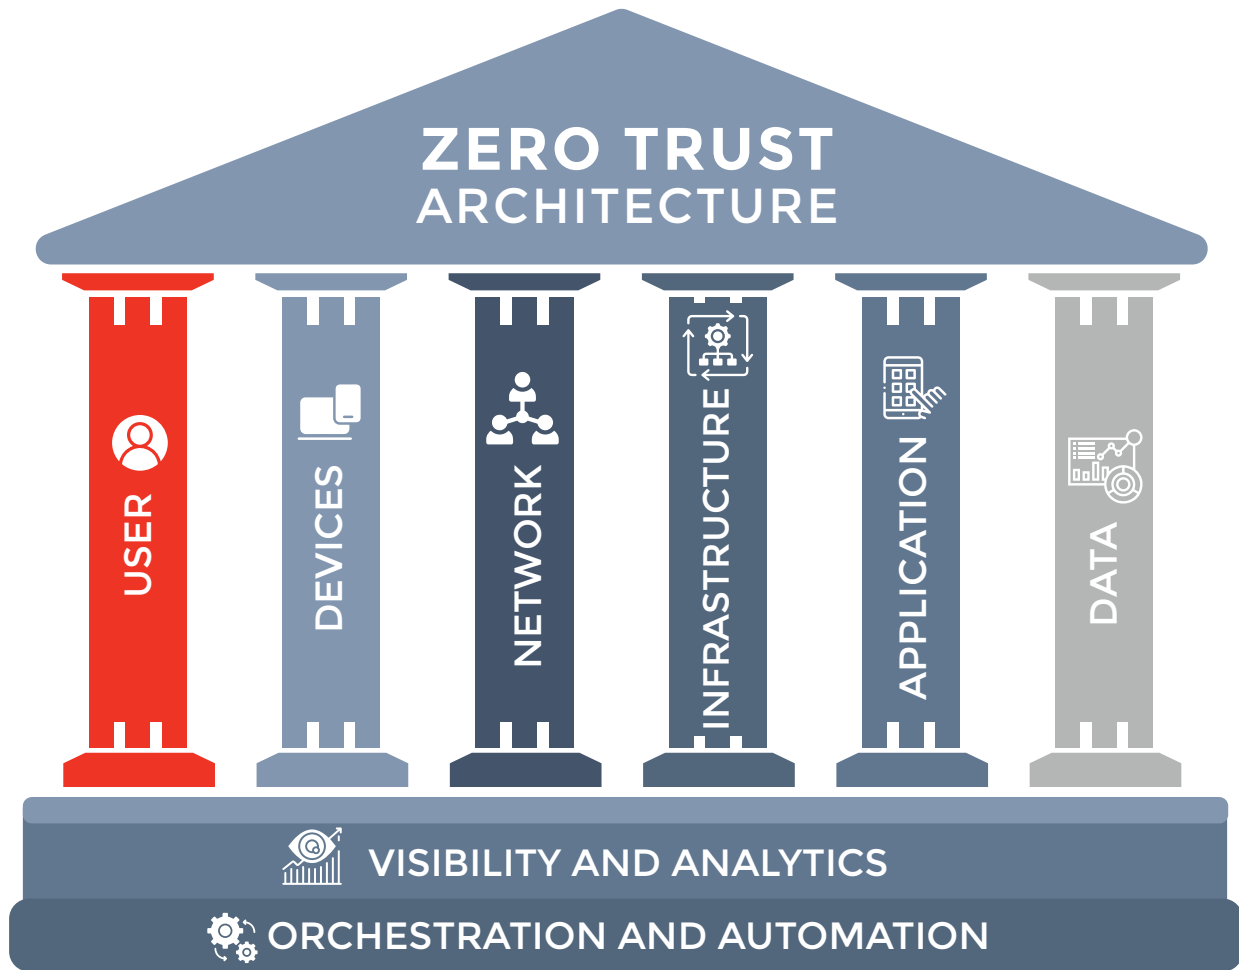 ZERO TRUST
ARCHITECTURE
USER
DEVICES
NETWORK
INFRASTRUCTURE
APPLICATION
DATA
VISIBILITY AND ANALYTICS
ORCHESTRATION AND AUTOMATION